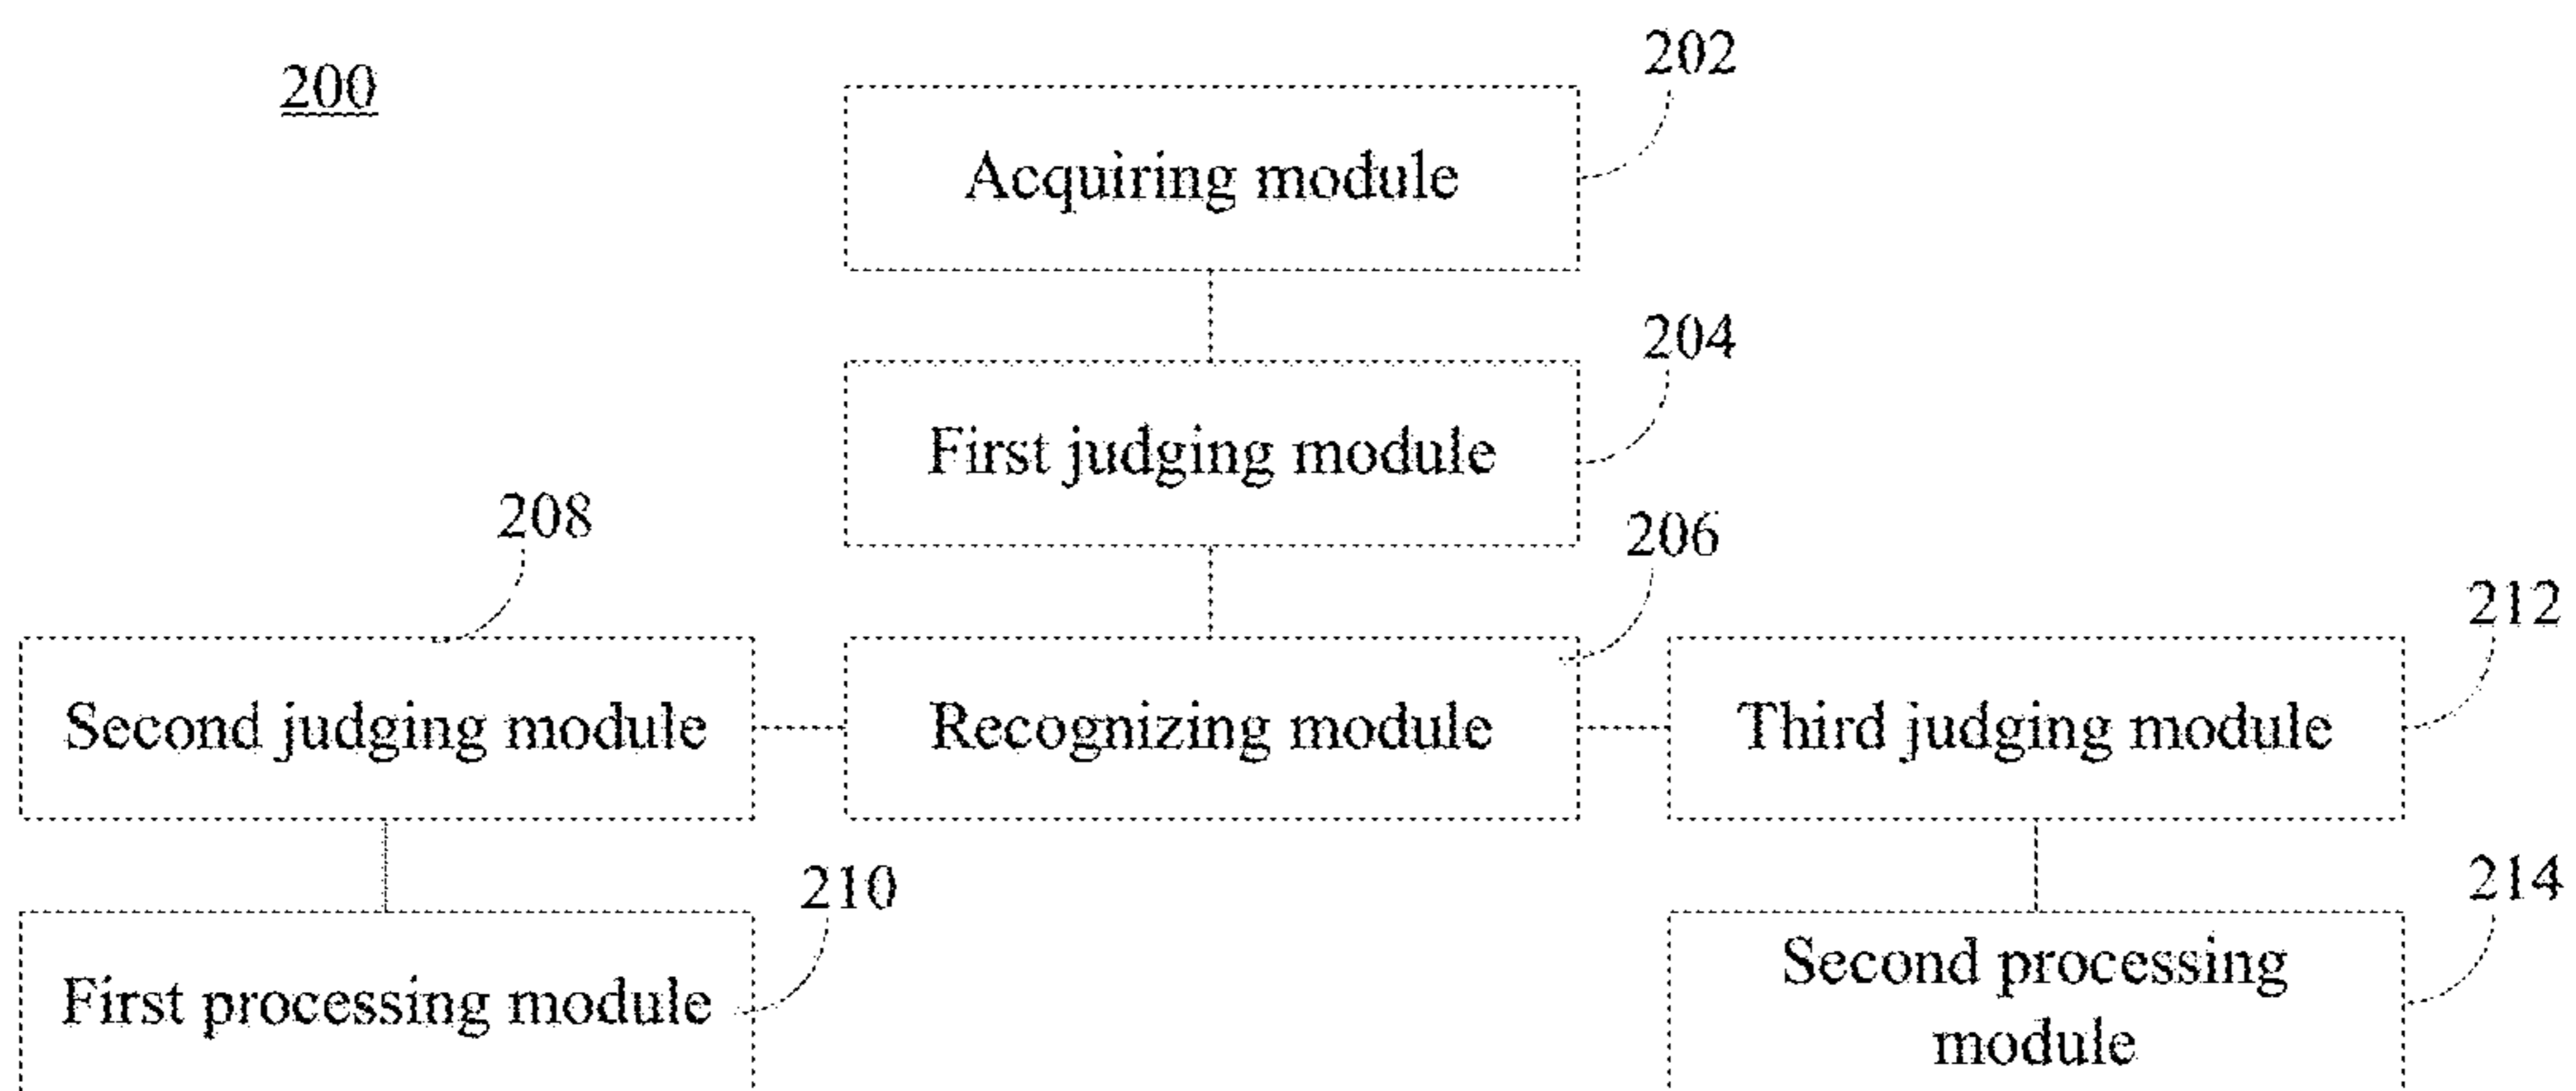 200
202
Acquiring module
204
First judging module
208
206
212
Second judging module
Recognizing module
Third judging module
210
214
First processing module
Second processing
module